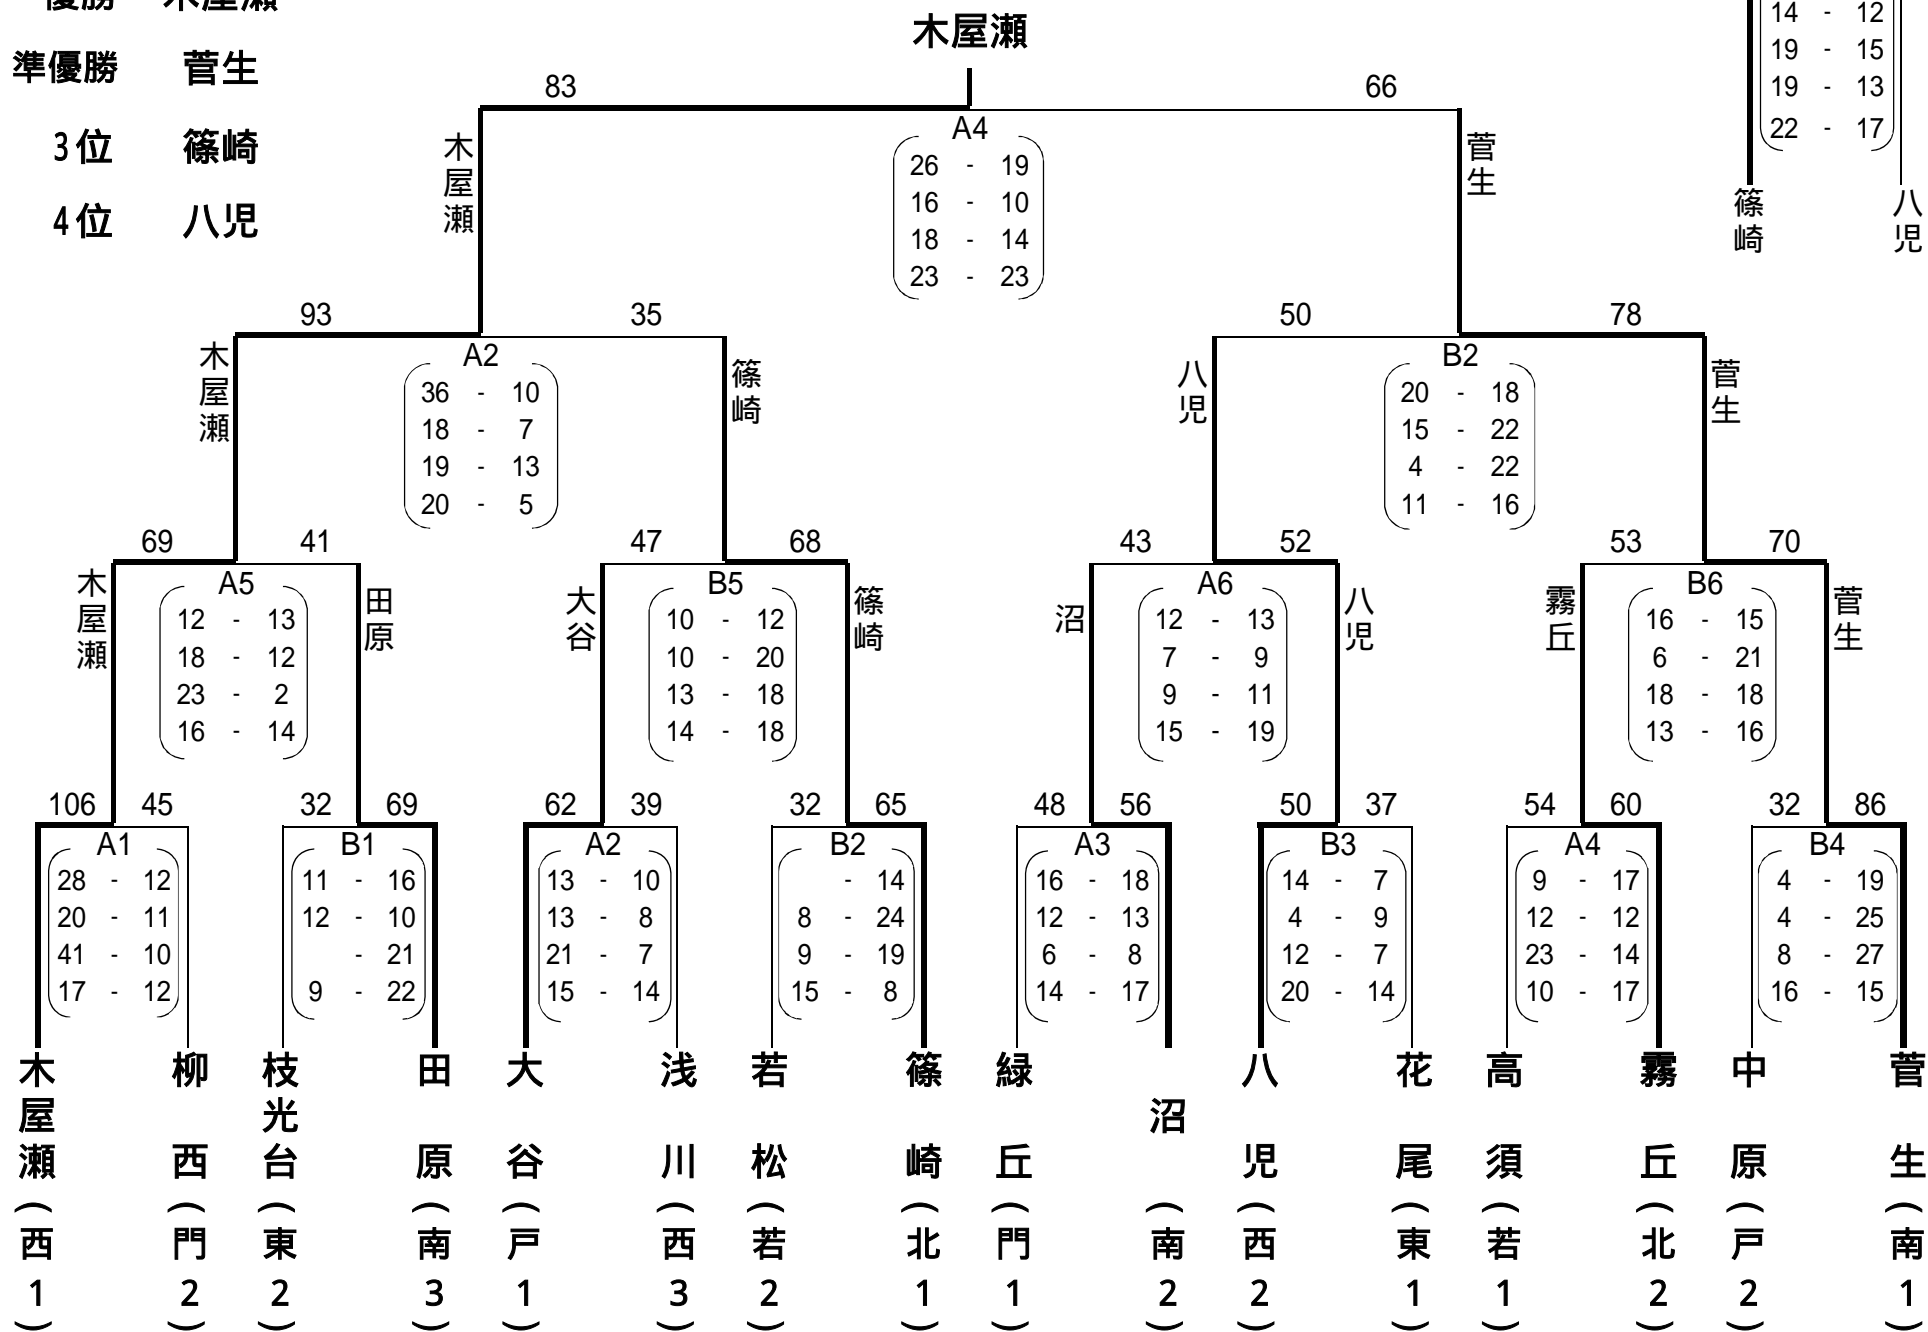 優勝 木屋瀬
準優勝 菅生
3位 篠崎
4位 八児
木屋瀬
14 - 12
19 - 15
19 - 13
22 - 17
篠崎
八児
83 66
木屋瀬
菅生
A4
26 - 19
16 - 10
18 - 14
23 - 23
93 35
木屋瀬
篠崎
A2
36 - 10
18 - 7
19 - 13
20 - 5
50 78
八児
菅生
B2
20 - 18
15 - 22
4 - 22
11 - 16
69 41
木屋瀬
田原
A5
12 - 13
18 - 12
23 - 2
16 - 14
47 68
大谷
篠崎
B5
10 - 12
10 - 20
13 - 18
14 - 18
43 52
沼
八児
A6
12 - 13
7 - 9
9 - 11
15 - 19
53 70
霧丘
菅生
B6
16 - 15
6 - 21
18 - 18
13 - 16
106 45
A1
28 - 12
20 - 11
41 - 10
17 - 12
32 69
B1
11 - 16
12 - 10
- 21
9 - 22
62 39
A2
13 - 10
13 - 8
21 - 7
15 - 14
32 65
B2
- 14
8 - 24
9 - 19
15 - 8
48 56
A3
16 - 18
12 - 13
6 - 8
14 - 17
50 37
B3
14 - 7
4 - 9
12 - 7
20 - 14
54 60
A4
9 - 17
12 - 12
23 - 14
10 - 17
32 86
B4
4 - 19
4 - 25
8 - 27
16 - 15
木屋瀬(西1)
柳西(門2)
枝光台(東2)
田原(南3)
大谷(戸1)
浅川(西3)
若松(若2)
篠崎(北1)
緑丘(門1)
沼(南2)
八児(西2)
花尾(東1)
高須(若1)
霧丘(北2)
中原(戸2)
菅生(南1)